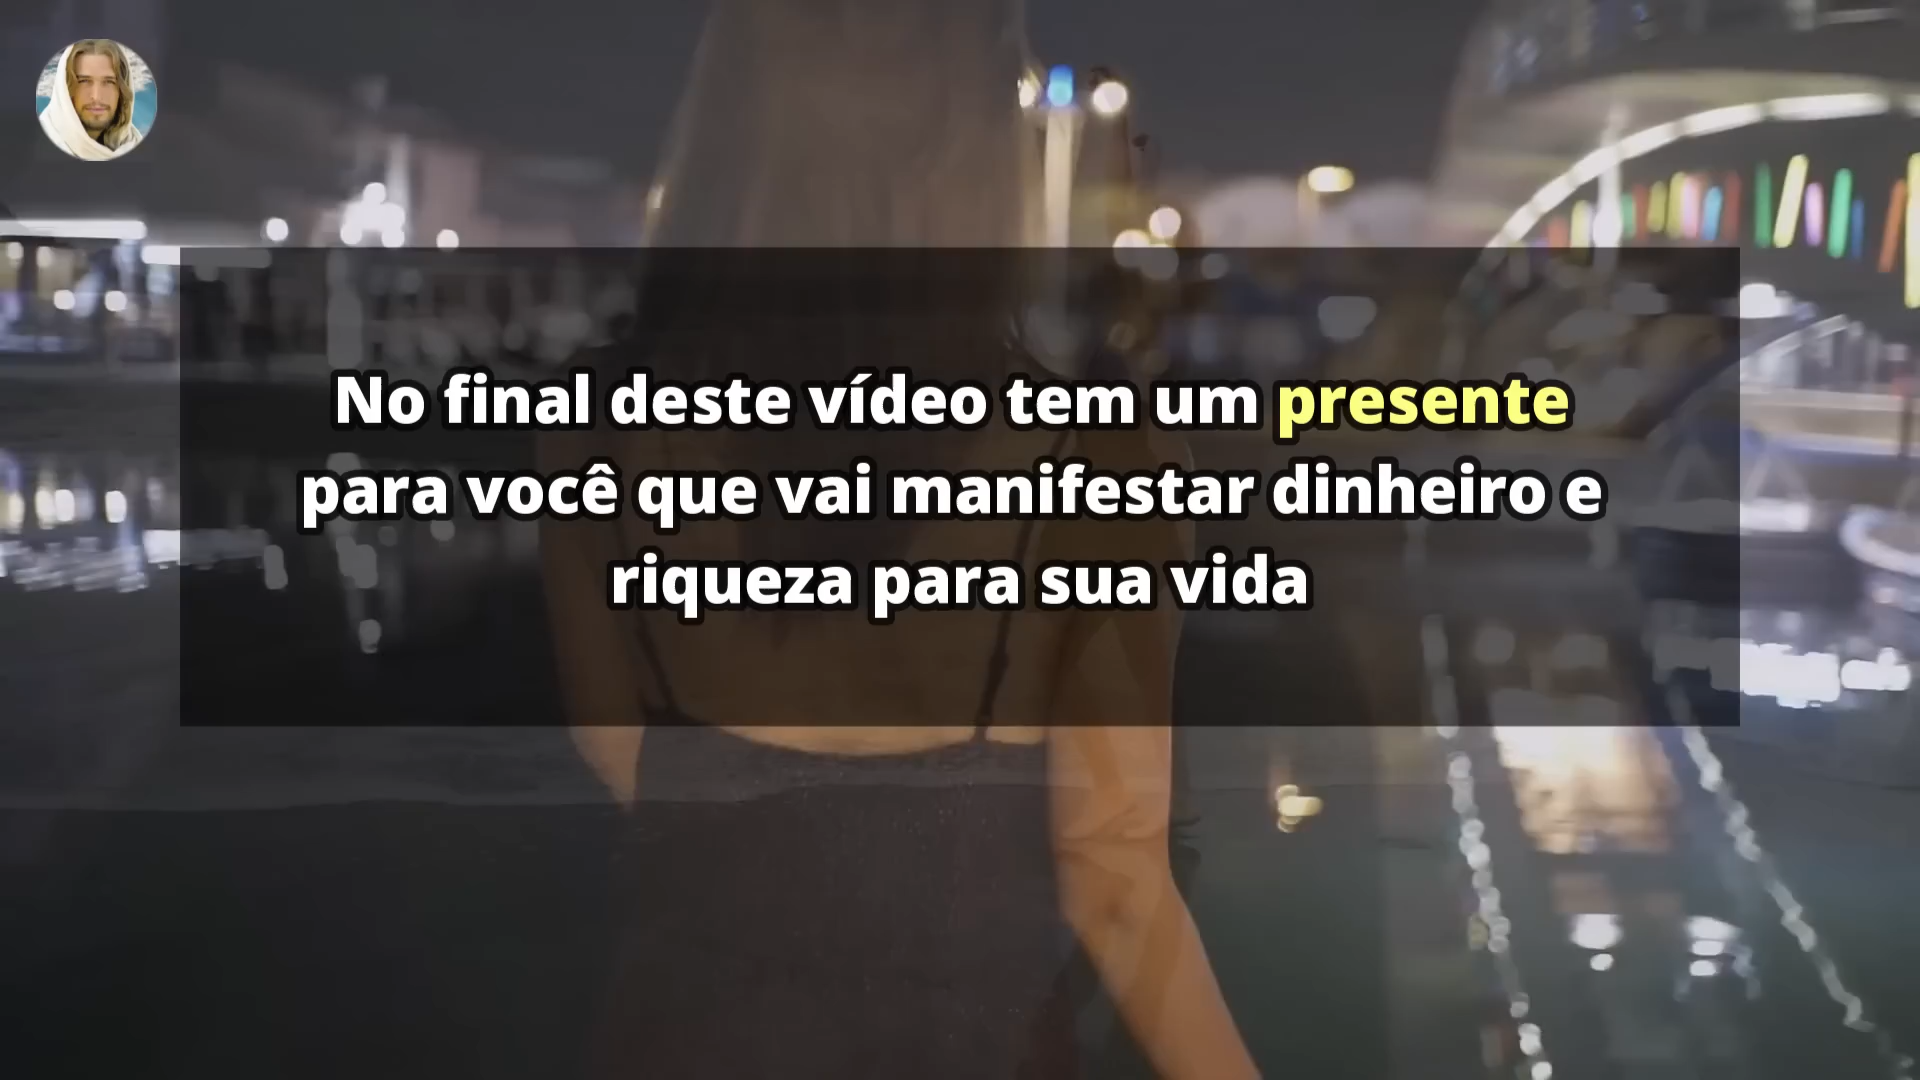 No final deste vídeo tem um presente
para você que vai manifestar dinheiro e
riqueza para sua vida